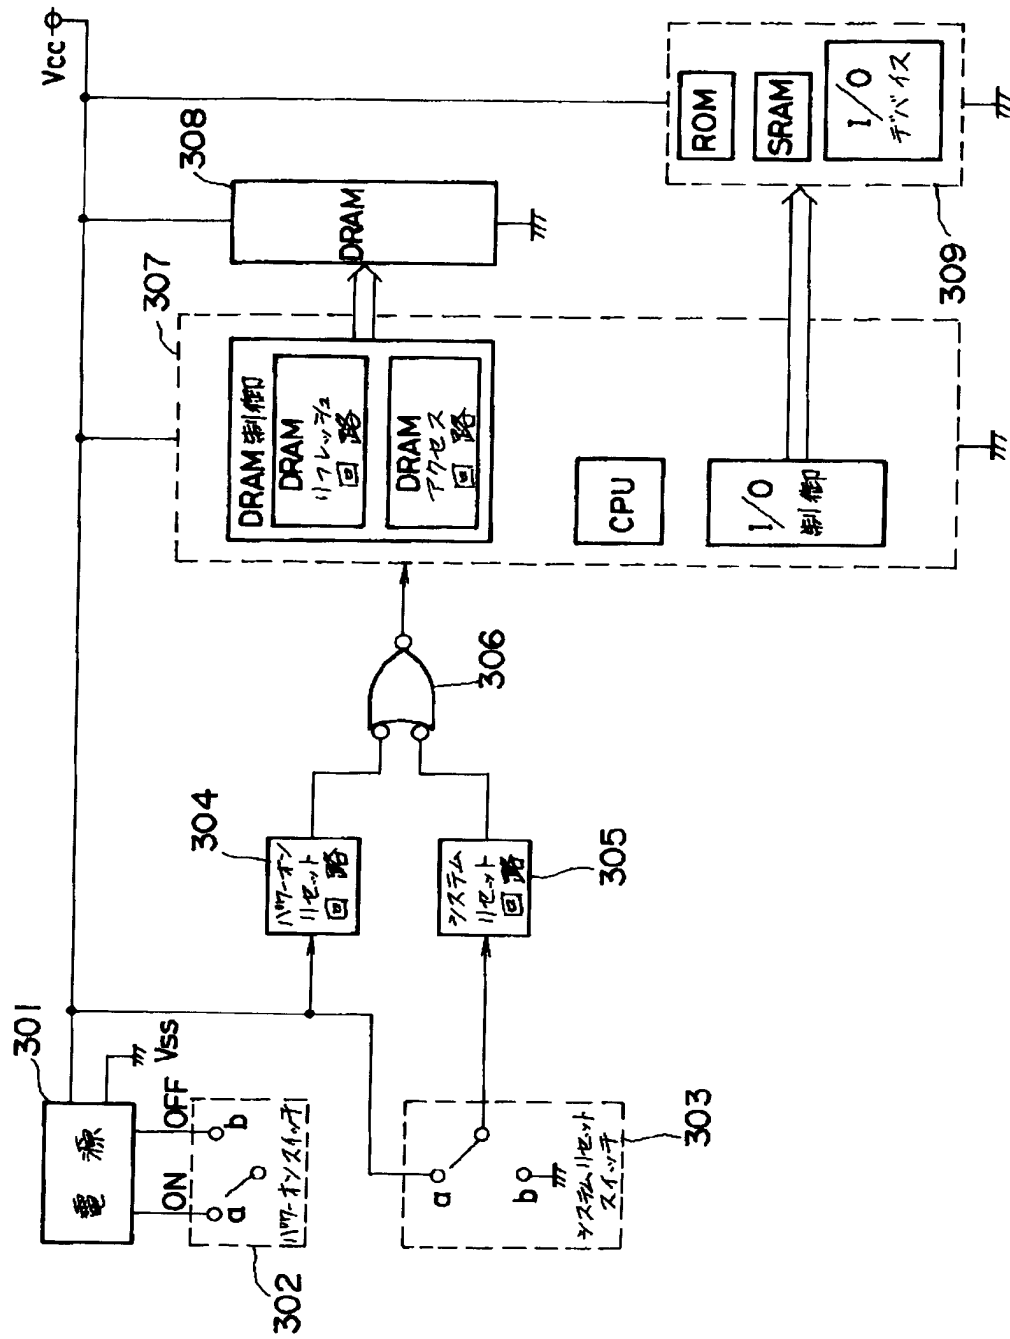 301
電源
ON
OFF
Vss
a
b
パワーオンスイッチ
302
a
b
システムリセット
スイッチ
303
304
パワーオン
リセット
回路
システム
リセット
回路
305
306
307
DRAM制御
DRAM
リフレッシュ
回路
DRAM
アクセス
回路
CPU
I/O
制御
308
DRAM
Vcc
ROM
SRAM
I/O
デバイス
309